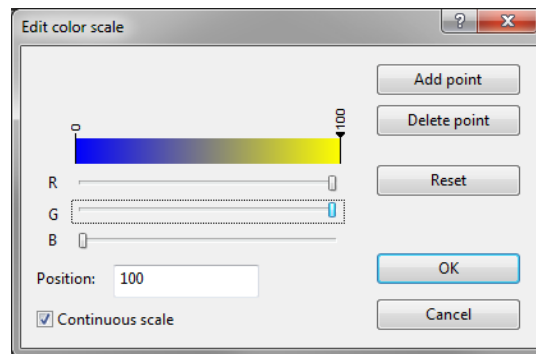 Edit color scale
?
Add point
0
100
Delete point
R
Reset
G
B
Position: 100
OK
Continuous scale
Cancel